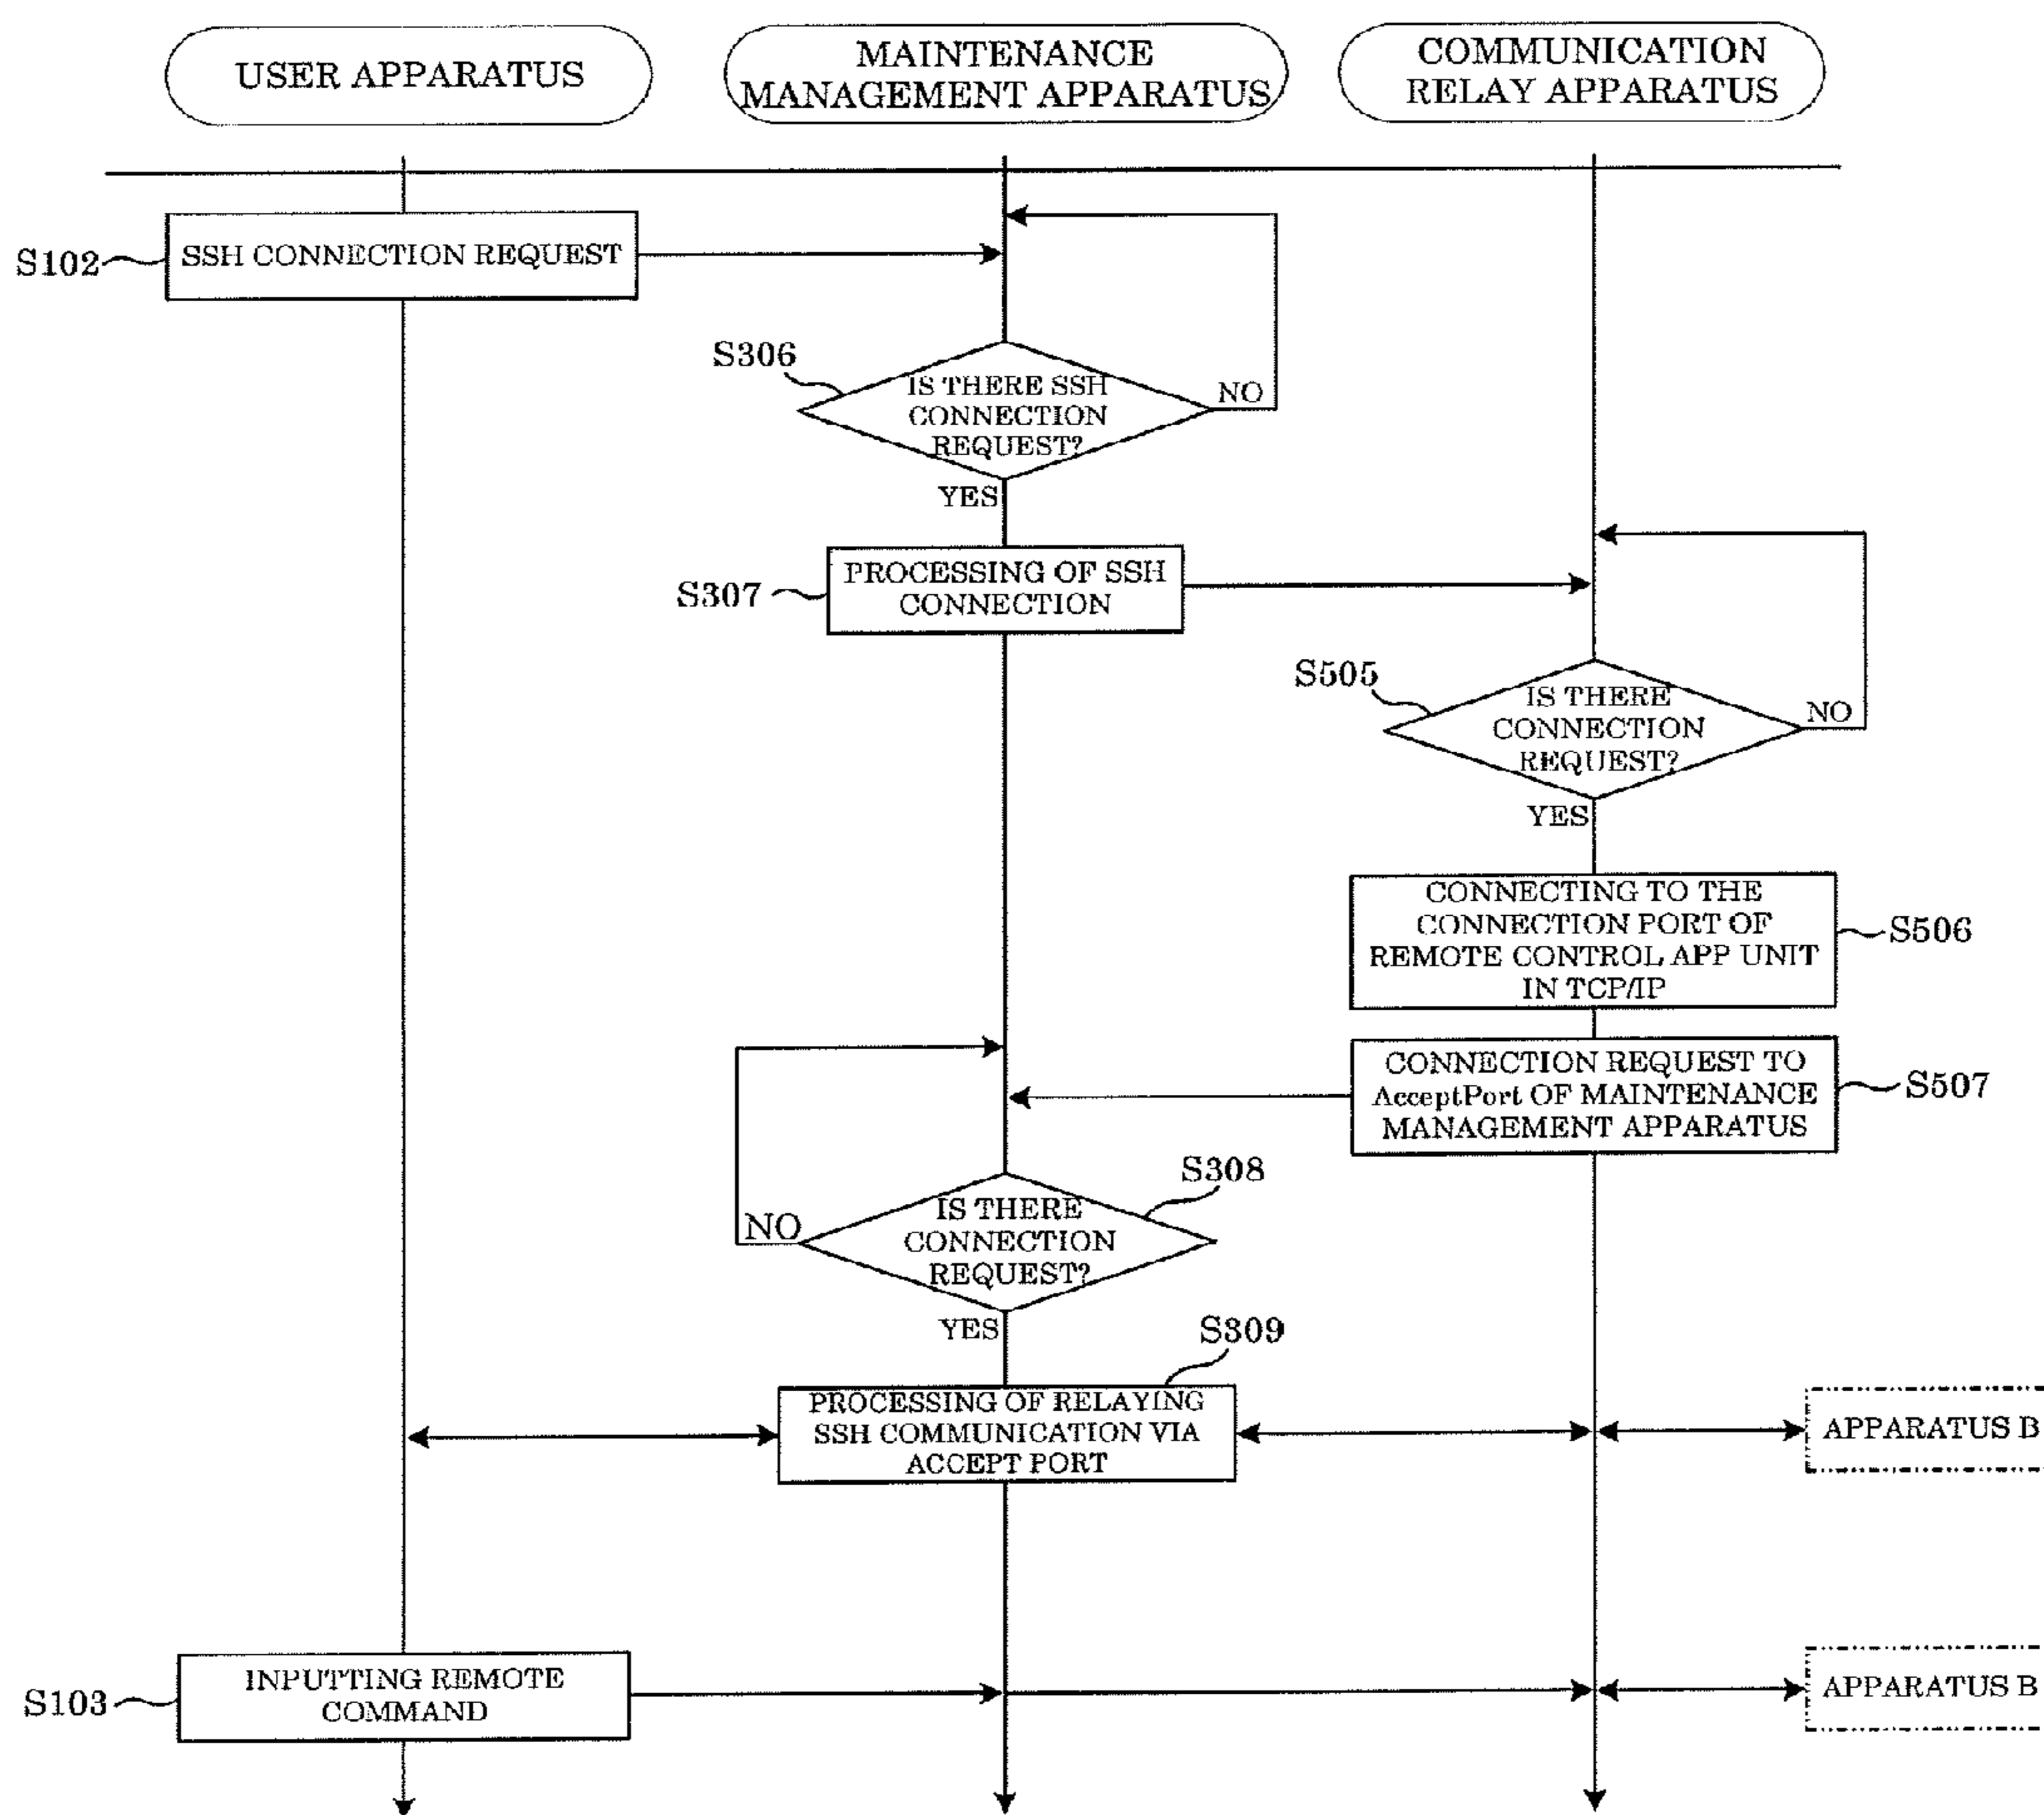 USER APPARATUS
MAINTENANCE
MANAGEMENT APPARATUS
COMMUNICATION
RELAY APPARATUS
S102
SSH CONNECTION REQUEST
S306
IS THERE SSH
CONNECTION
REQUEST?
NO
YES
S307
PROCESSING OF SSH
CONNECTION
S505
IS THERE
CONNECTION
REQUEST?
NO
YES
CONNECTING TO THE
CONNECTION PORT OF
REMOTE CONTROL APP UNIT
IN TCP/IP
S506
CONNECTION REQUEST TO
AcceptPort OF MAINTENANCE
MANAGEMENT APPARATUS
S507
S308
IS THERE
CONNECTION
REQUEST?
NO
YES
S309
PROCESSING OF RELAYING
SSH COMMUNICATION VIA
ACCEPT PORT
APPARATUS B
S103
INPUTTING REMOTE
COMMAND
APPARATUS B